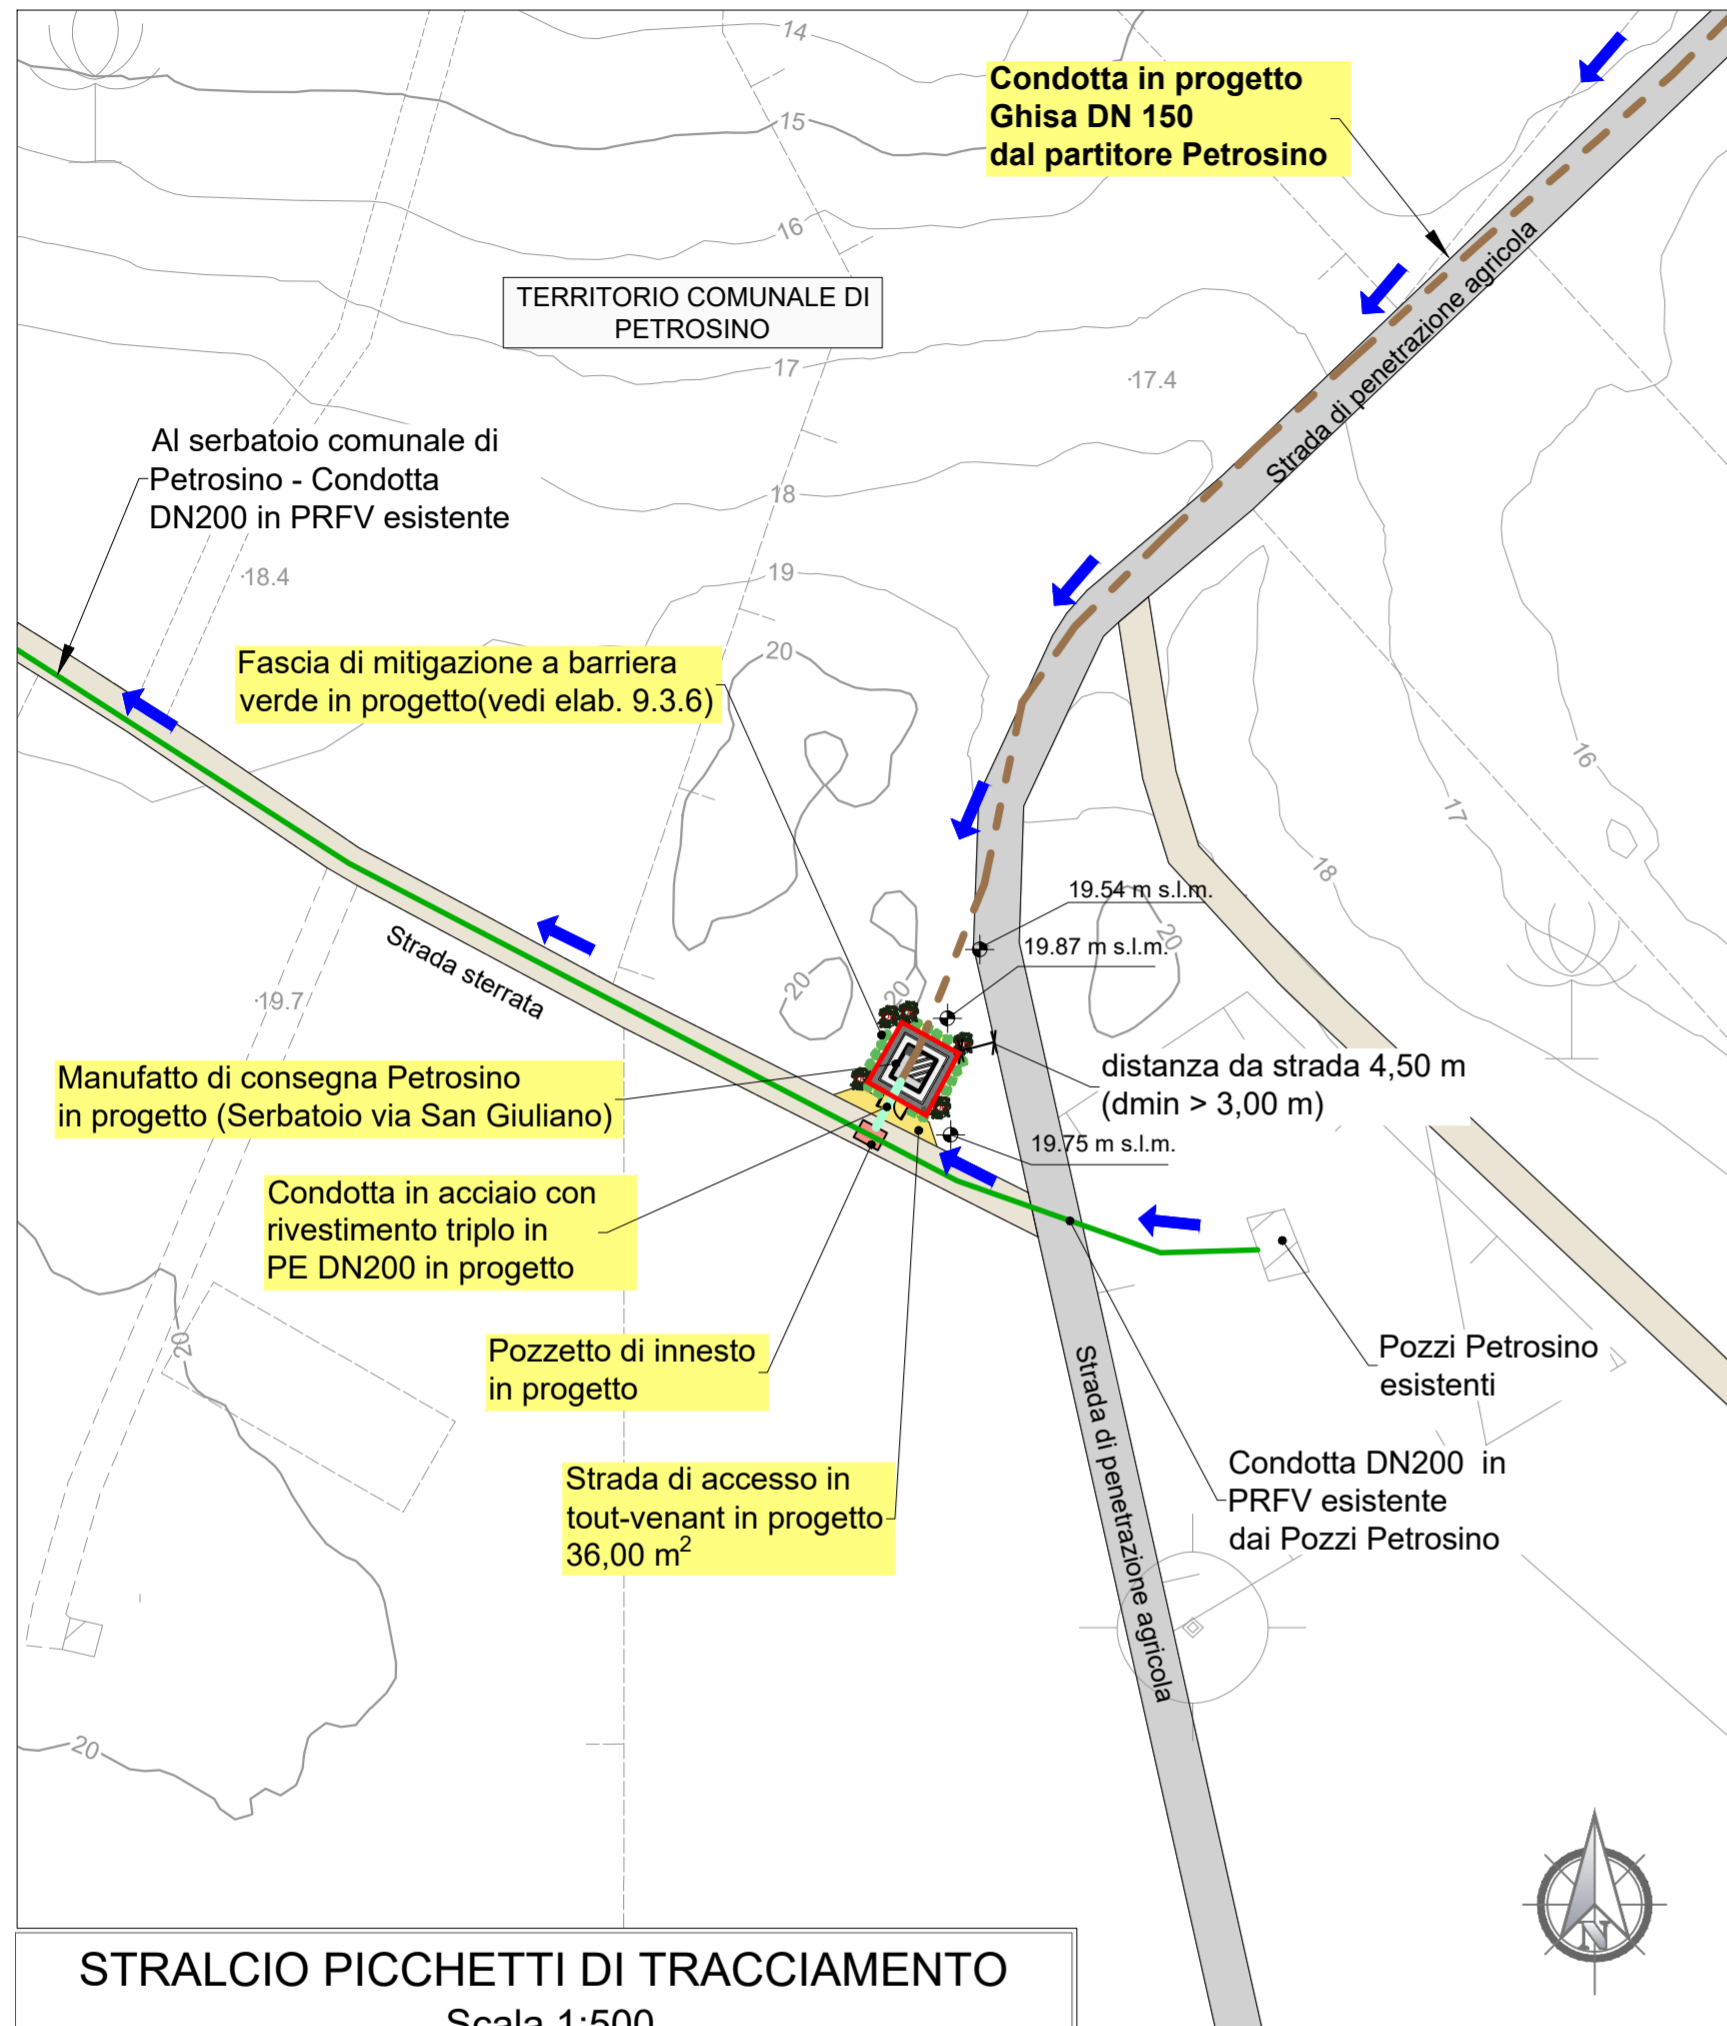 14
Condotta in progetto
Ghisa DN 150
dal partitore Petrosino
15
16
Strada di penetrazione agricola
TERRITORIO COMUNALE DI
PETROSINO
17
·17.4
Al serbatoio comunale di
Petrosino - Condotta
DN200 in PRFV esistente
18
·18.4
19
20
Fascia di mitigazione a barriera
verde in progetto(vedi elab. 9.3.6)
16
17
18
19.54 m s.l.m.
20
19.87 m s.l.m.
Strada sterrata
·19.7
20
20
Manufatto di consegna Petrosino
in progetto (Serbatoio via San Giuliano)
distanza da strada 4,50 m
(dmin > 3,00 m)
19.75 m s.l.m.
Condotta in acciaio con
rivestimento triplo in
PE DN200 in progetto
20
Pozzetto di innesto
in progetto
Pozzi Petrosino
esistenti
Strada di penetrazione agricola
Strada di accesso in
tout-venant in progetto
36,00 m²
Condotta DN200 in
PRFV esistente
dai Pozzi Petrosino
20
N
STRALCIO PICCHETTI DI TRACCIAMENTO
Scala 1:500